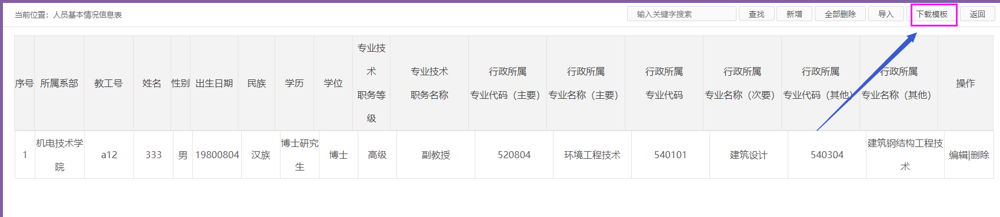 当前位置：人员基本情况信息表
输入关键字搜索 查找 新增 全部删除 导入 下载模板 返回
序号
所属系部
教工号
姓名
性别
出生日期
民族
学历
学位
专业技
术
职务等
级
专业技术
职务名称
行政所属
专业代码（主要）
行政所属
专业名称（主要）
行政所属
专业代码
行政所属
专业名称（次要）
行政所属
专业代码（其他）
行政所属
专业名称（其他）
操作
1
机电技术学
院
a12
333
男
19800804
汉族
博士研究
生
博士
高级
副教授
520804
环境工程技术
540101
建筑设计
540304
建筑钢结构工程技
术
编辑|删除